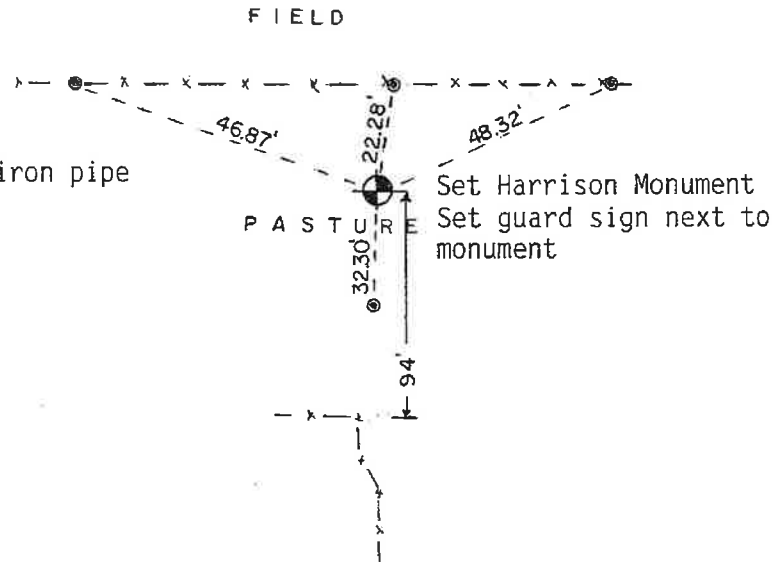 FIELD
46.87'
22.28'
48.32'
iron pipe
Set Harrison Monument
PASTURE
Set guard sign next to
monument
32.30'
94'